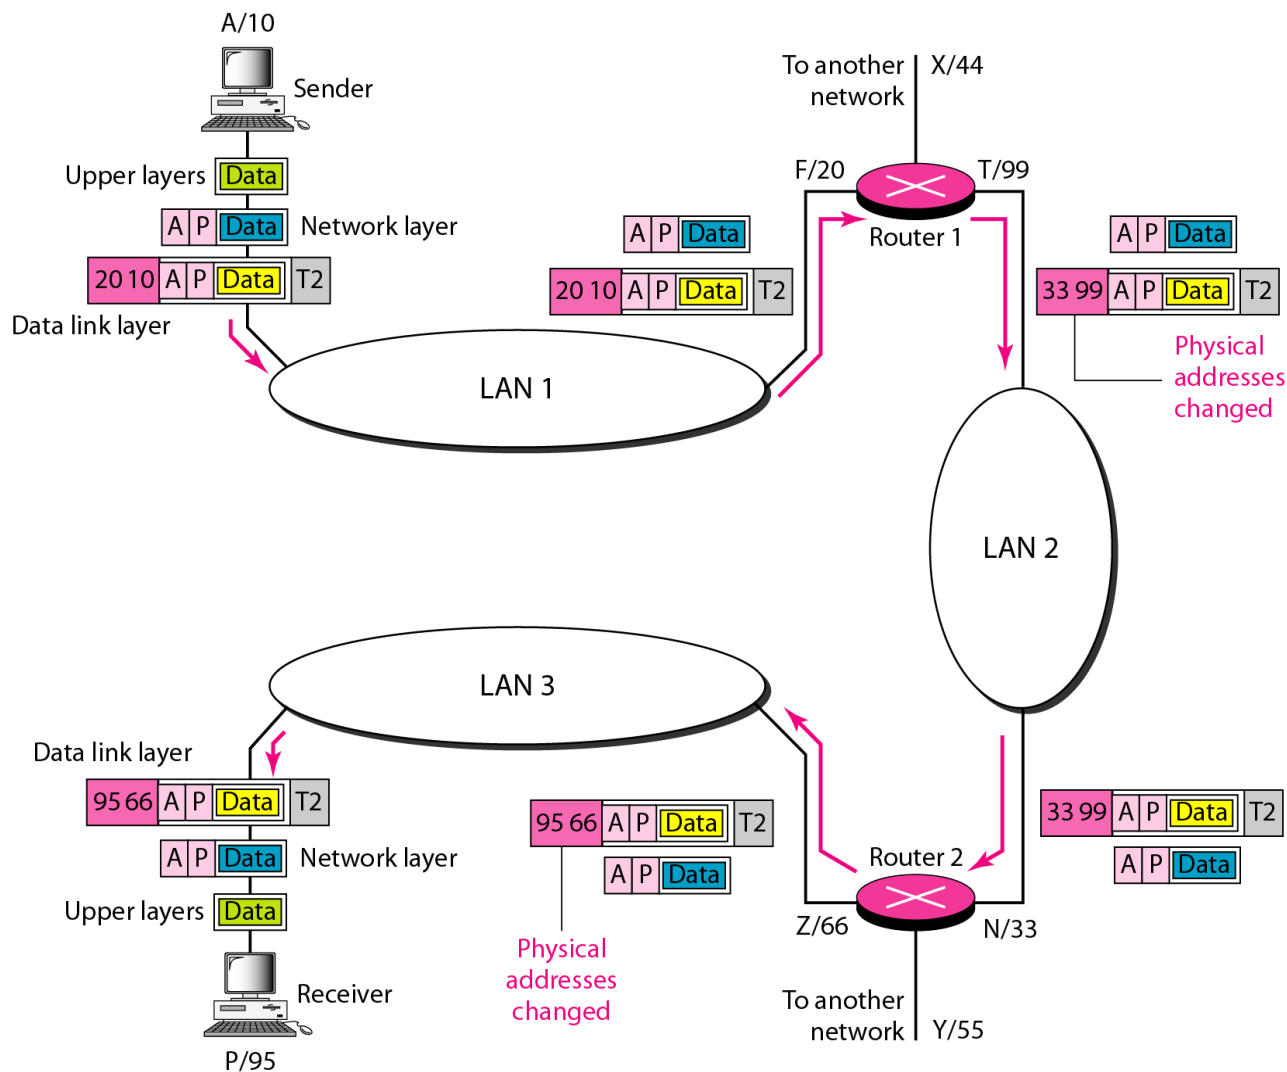 A/10
Sender
Upper layers
Data
A P Data
Network layer
20 10 A P Data T2
Data link layer
LAN 1
To another
network
X/44
F/20
T/99
Router 1
A P Data
20 10 A P Data T2
A P Data
33 99 A P Data T2
Physical
addresses
changed
LAN 2
33 99 A P Data T2
A P Data
Router 2
Z/66
N/33
To another
network
Y/55
95 66 A P Data T2
A P Data
Physical
addresses
changed
LAN 3
Data link layer
95 66 A P Data T2
A P Data
Network layer
Upper layers
Data
Receiver
P/95